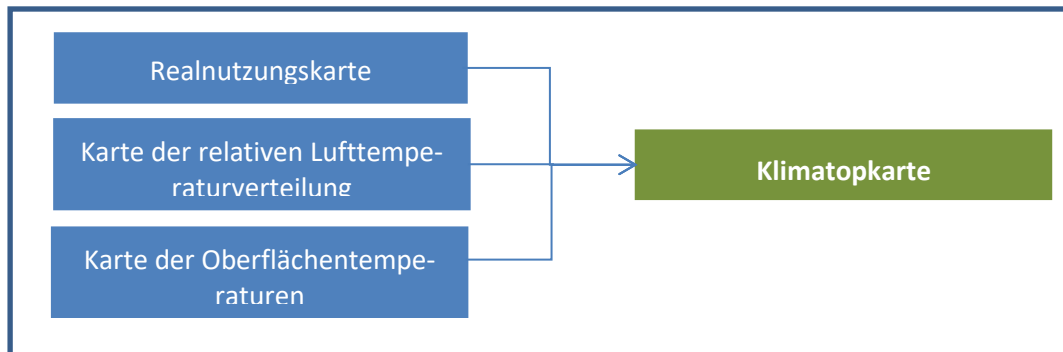 Realnutzungskarte
Karte der relativen Lufttempe-
raturverteilung
Klimatopkarte
Karte der Oberflächentempe-
raturen